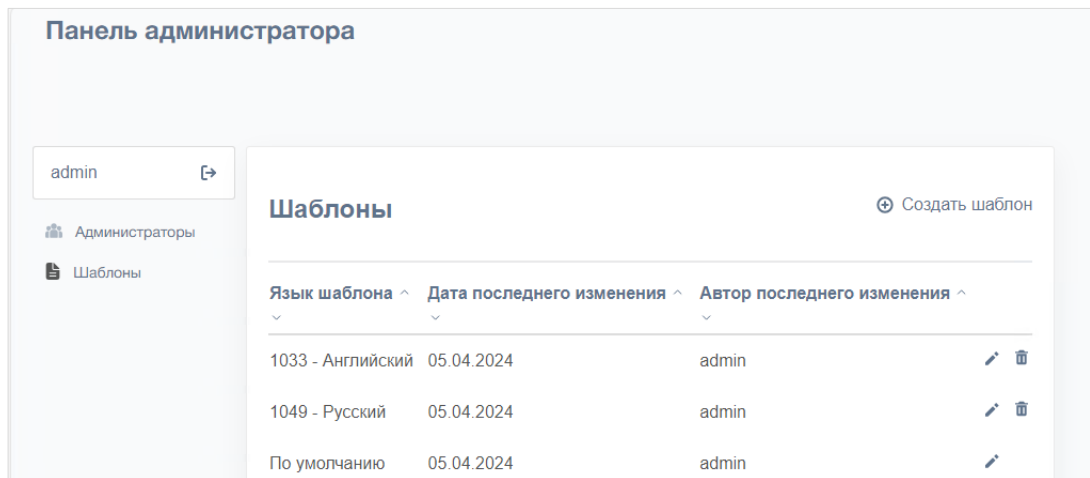 Панель администратора
admin
Администраторы
Шаблоны
Шаблоны
Создать шаблон
Язык шаблона Дата последнего изменения Автор последнего изменения
1033 - Английский 05.04.2024 admin
1049 - Русский 05.04.2024 admin
По умолчанию 05.04.2024 admin